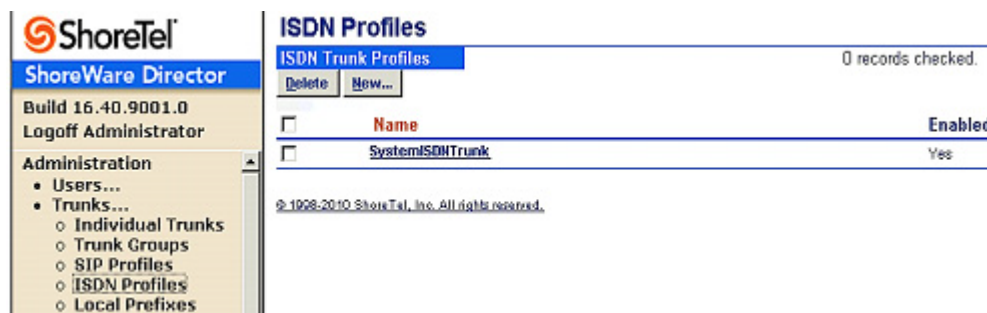 ShoreTel
ShoreWare Director
Build 16.40.9001.0
Logoff Administrator
Administration
• Users...
• Trunks...
o Individual Trunks
o Trunk Groups
o SIP Profiles
o ISDN Profiles
o Local Prefixes
ISDN Profiles
ISDN Trunk Profiles 0 records checked.
Delete New...
Name Enabled
SystemISDNTrunk Yes
© 1998-2010 ShoreTel, Inc. All rights reserved.